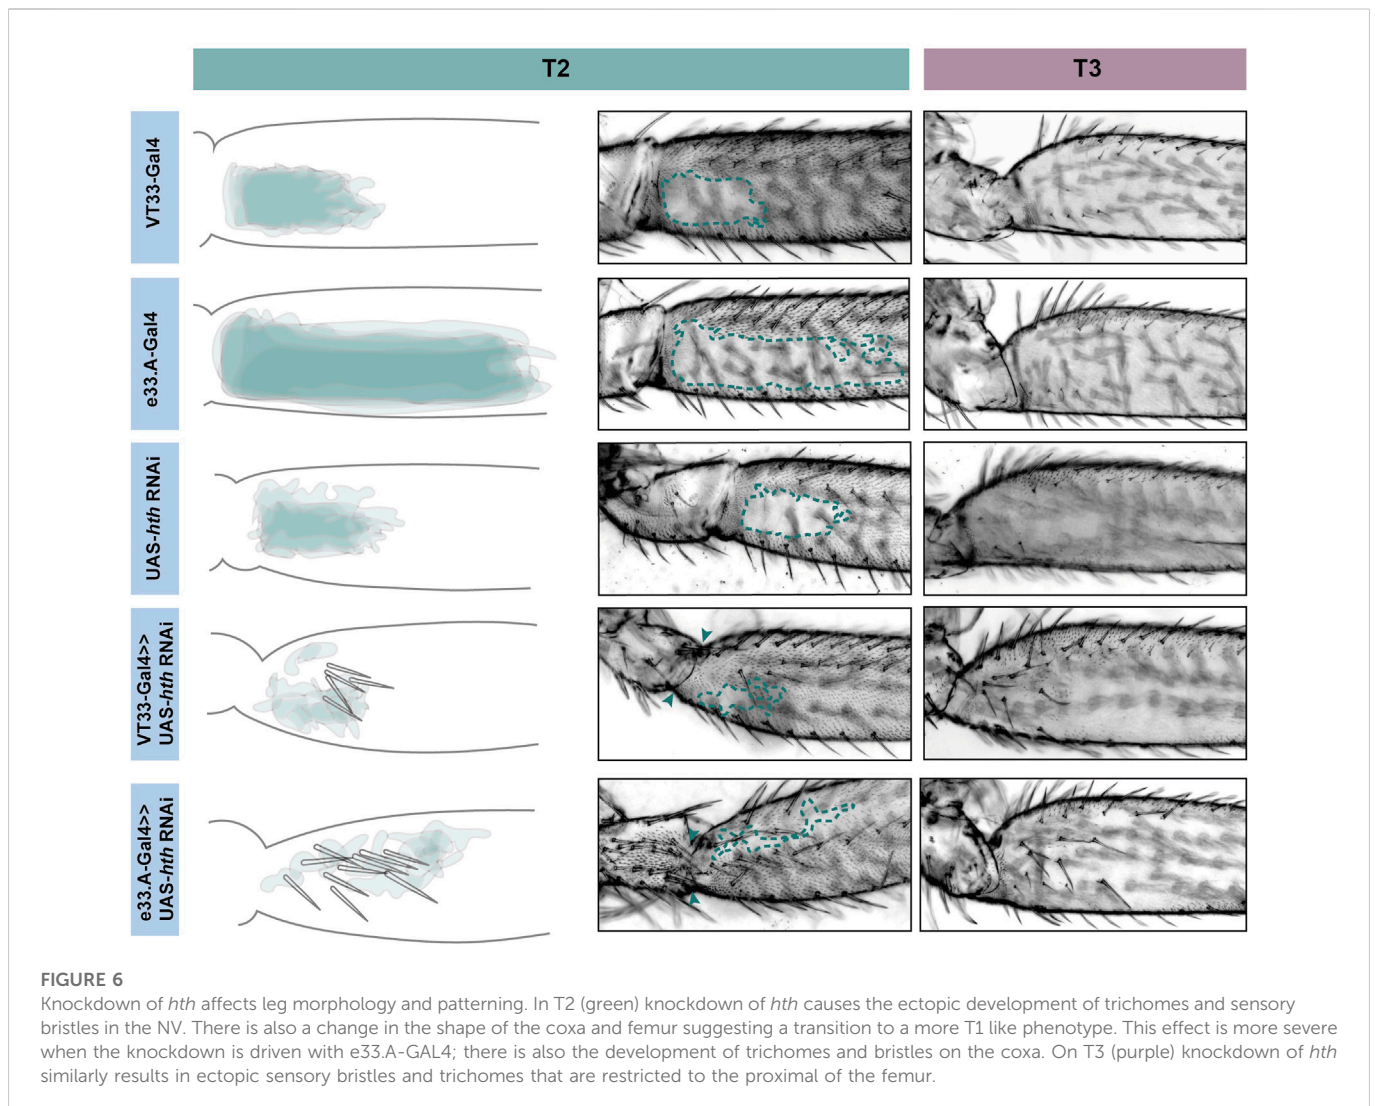 T2
T3
VT33-Gal4
e33.A-Gal4
UAS-hth RNAi
VT33-Gal4>>
UAS-hth RNAi
e33.A-Gal4>>
UAS-hth RNAi
FIGURE 6
Knockdown of hth affects leg morphology and patterning. In T2 (green) knockdown of hth causes the ectopic development of trichomes and sensory
bristles in the NV. There is also a change in the shape of the coxa and femur suggesting a transition to a more T1 like phenotype. This effect is more severe
when the knockdown is driven with e33.A-GAL4; there is also the development of trichomes and bristles on the coxa. On T3 (purple) knockdown of hth
similarly results in ectopic sensory bristles and trichomes that are restricted to the proximal of the femur.